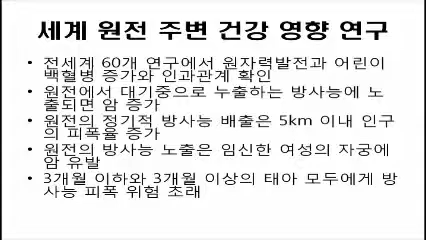 세계 원전 주변 건강 영향 연구
• 전세계 60개 연구에서 원자력발전과 어린이
백혈병 증가와 인과관계 확인
• 원전에서 대기중으로 누출하는 방사능에 노
출되면 암 증가
• 원전의 정기적 방사능 배출은 5km 이내 인구
의 피폭율 증가
• 원전의 방사능 노출은 임신한 여성의 자궁에
암 유발
• 3개월 이하와 3개월 이상의 태아 모두에게 방
사능 피폭 위험 초래